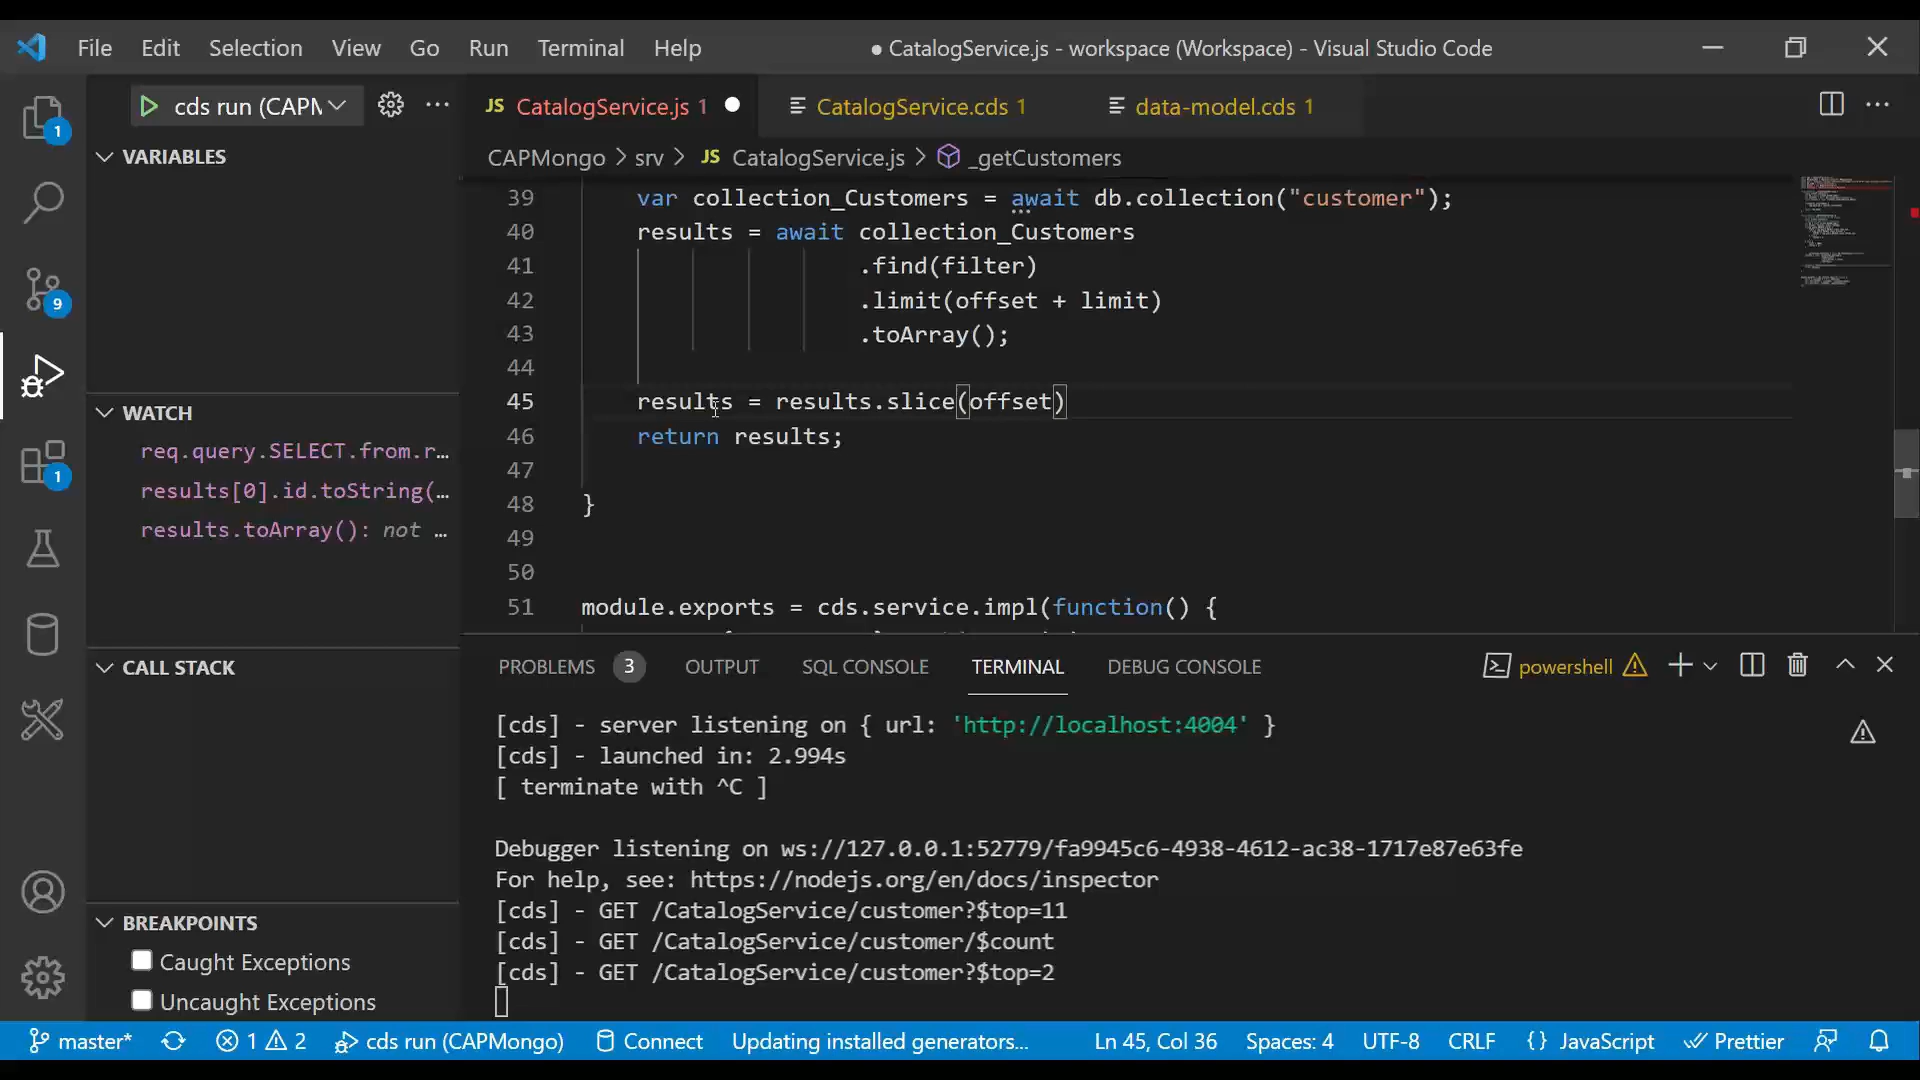 File Edit Selection View Go Run Terminal Help
● CatalogService.js - workspace (Workspace) - Visual Studio Code
cds run (CAPM
JS CatalogService.js 1
CatalogService.cds 1
data-model.cds 1
CAPMongo > srv > JS CatalogService.js > _getCustomers
VARIABLES
39 var collection_Customers = await db.collection("customer");
40 results = await collection_Customers
41 .find(filter)
42 .limit(offset + limit)
43 .toArray();
44
45 results = results.slice(offset)
46 return results;
47
48 }
49
50
51 module.exports = cds.service.impl(function() {
WATCH
req.query.SELECT.from.r…
results[0].id.toString(…
results.toArray(): not …
CALL STACK
BREAKPOINTS
Caught Exceptions
Uncaught Exceptions
1
9
1
PROBLEMS 3 OUTPUT SQL CONSOLE TERMINAL DEBUG CONSOLE
powershell
[cds] - server listening on { url: 'http://localhost:4004' }
[cds] - launched in: 2.994s
[ terminate with ^C ]
Debugger listening on ws://127.0.0.1:52779/fa9945c6-4938-4612-ac38-1717e87e63fe
For help, see: https://nodejs.org/en/docs/inspector
[cds] - GET /CatalogService/customer?$top=11
[cds] - GET /CatalogService/customer/$count
[cds] - GET /CatalogService/customer?$top=2
master* 1 2 cds run (CAPMongo) Connect Updating installed generators... Ln 45, Col 36 Spaces: 4 UTF-8 CRLF {} JavaScript Prettier